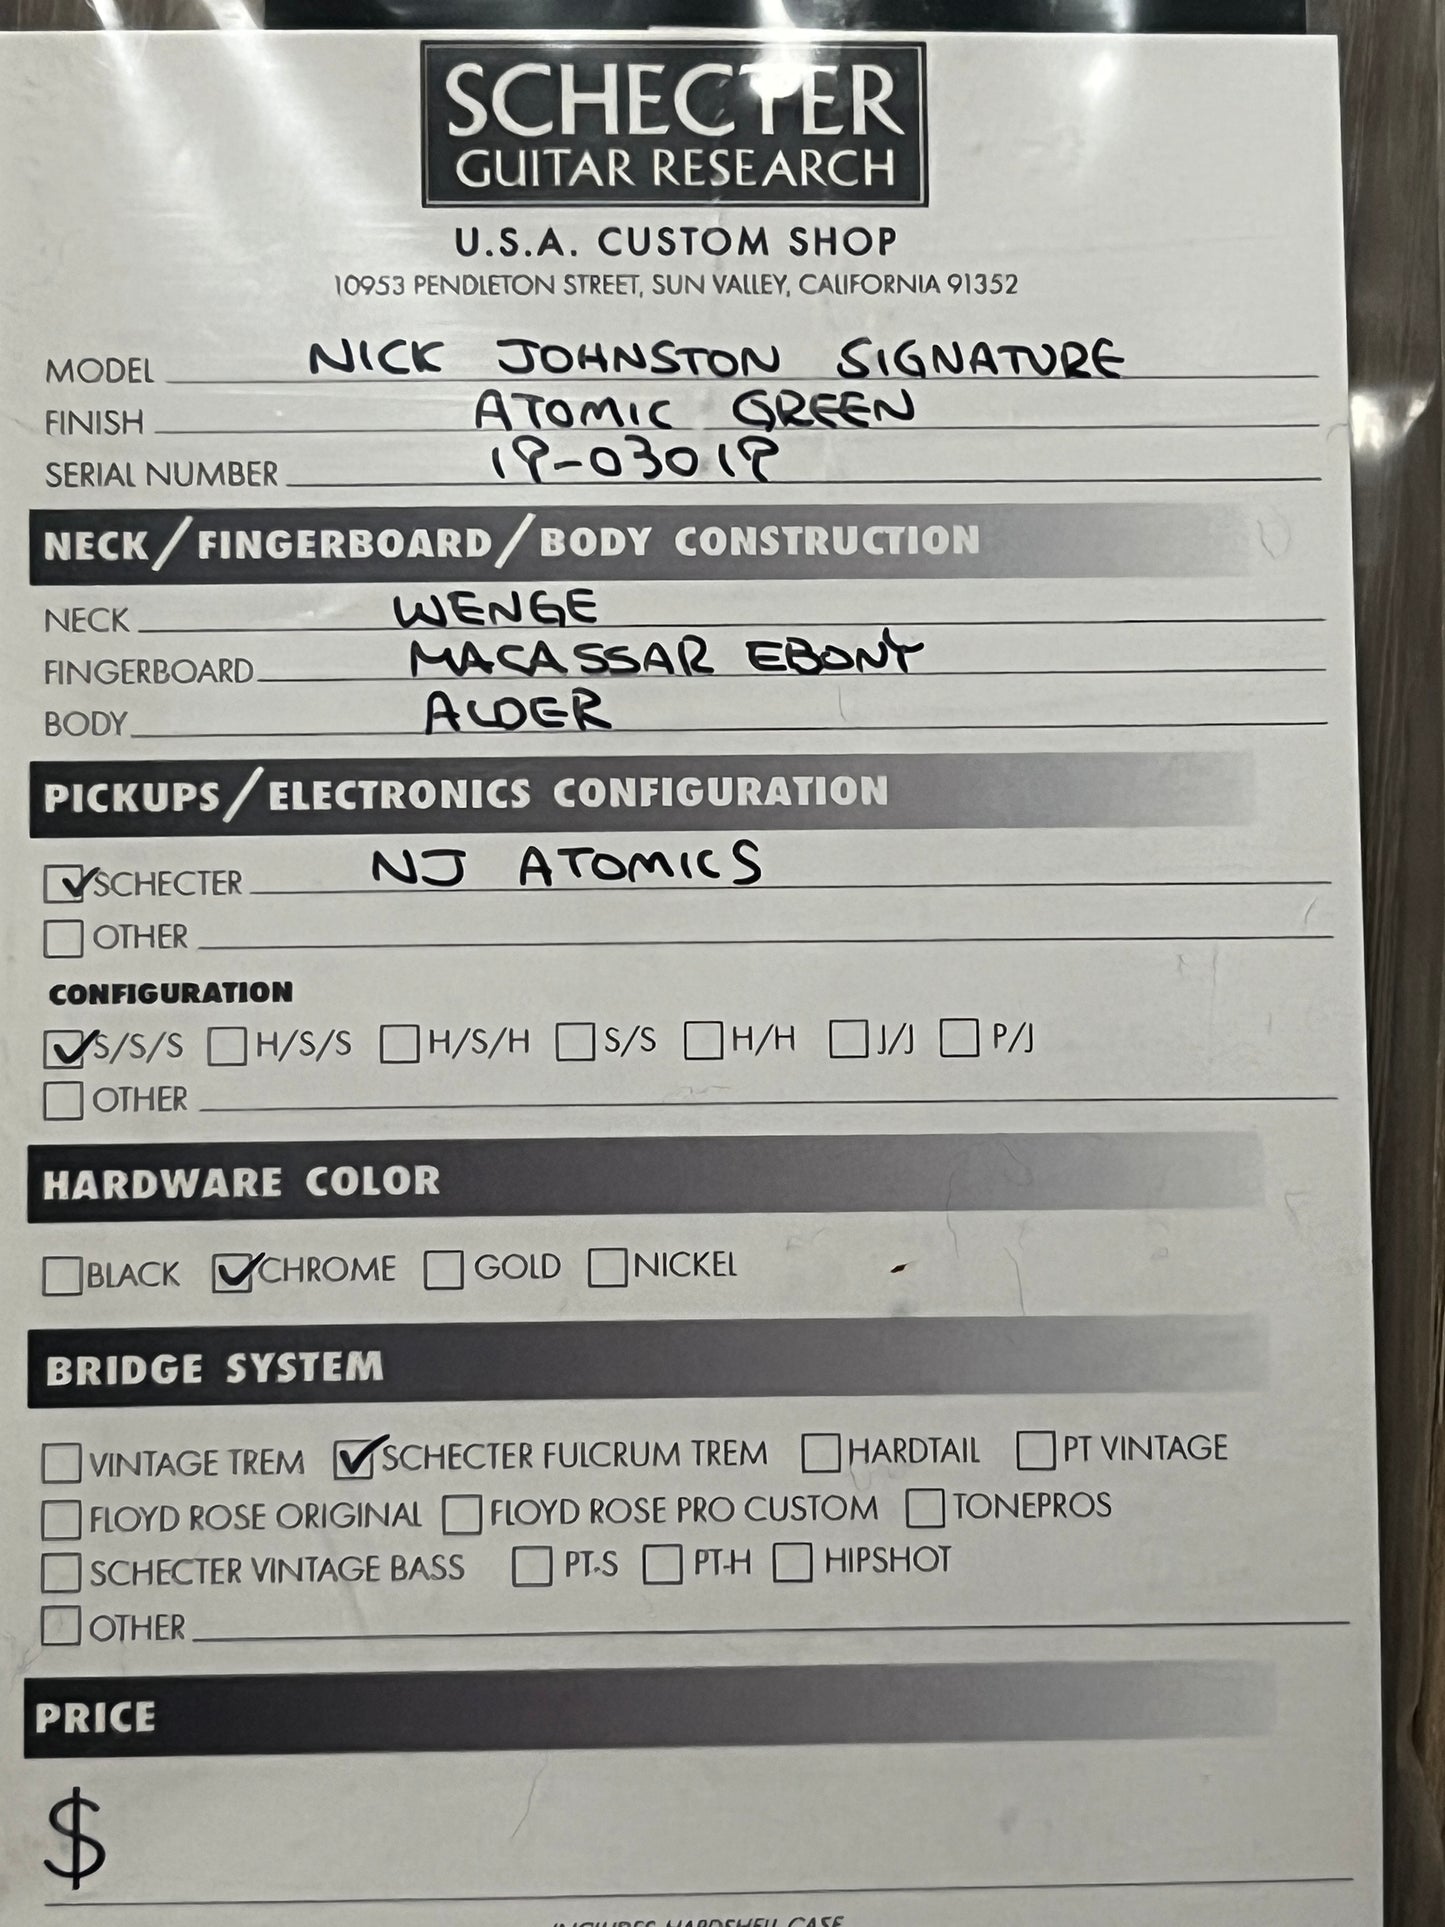 SCHECTER
GUITAR RESEARCH
U.S.A. CUSTOM SHOP
10953 PENDLETON STREET, SUN VALLEY, CALIFORNIA 91352
MODEL NICK JOHNSTON SIGNATURE
FINISH ATOMIC GREEN
SERIAL NUMBER 19-03019
NECK/FINGERBOARD/BODY CONSTRUCTION
NECK WENGE
FINGERBOARD MACASSAR EBONY
BODY ALDER
PICKUPS/ELECTRONICS CONFIGURATION
SCHECTER NJ ATOMICS
OTHER
CONFIGURATION
S/S/S H/S/S H/S/H S/S H/H J/J P/J
OTHER
HARDWARE COLOR
BLACK CHROME GOLD NICKEL
BRIDGE SYSTEM
VINTAGE TREM SCHECTER FULCRUM TREM HARDTAIL PT VINTAGE
FLOYD ROSE ORIGINAL FLOYD ROSE PRO CUSTOM TONEPROS
SCHECTER VINTAGE BASS PT-S PT-H HIPSHOT
OTHER
PRICE
$
INCLUDES HARDSHELL CASE